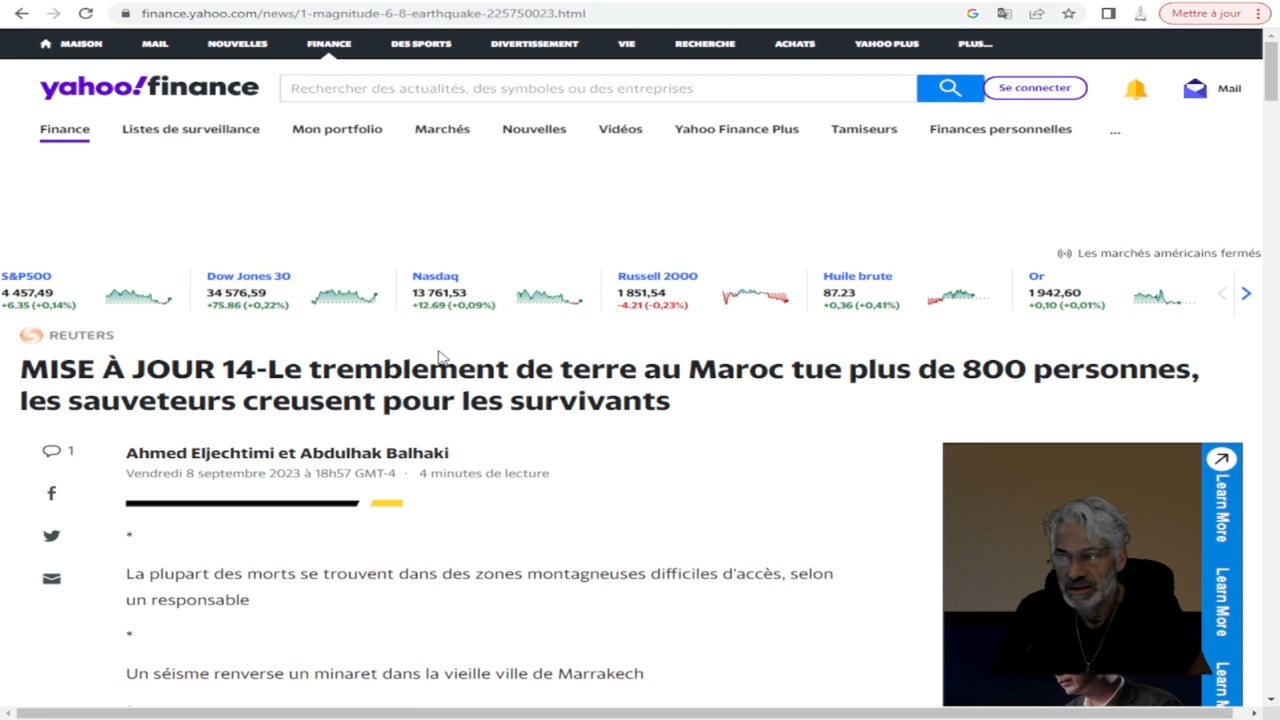 finance.yahoo.com/news/1-magnitude-6-8-earthquake-225750023.html
Mettre à jour
MAISON MAIL NOUVELLES FINANCE DES SPORTS DIVERTISSEMENT VIE RECHERCHE ACHATS YAHOO PLUS PLUS...
yahoo!finance
Rechercher des actualités, des symboles ou des entreprises
Se connecter
Mail
Finance Listes de surveillance Mon portfolio Marchés Nouvelles Vidéos Yahoo Finance Plus Tamiseurs Finances personnelles ...
Les marchés américains fermés
S&P500 Dow Jones 30 Nasdaq Russell 2000 Huile brute Or
4 457,49 34 576,59 13 761,53 1 851,54 87.23 1 942,60
+6.35 (+0,14%) +75.86 (+0,22%) +12.69 (+0,09%) -4.21 (-0,23%) +0,36 (+0,41%) +0,10 (+0,01%)
REUTERS
MISE À JOUR 14-Le tremblement de terre au Maroc tue plus de 800 personnes,
les sauveteurs creusent pour les survivants
1
Ahmed Eljechtimi et Abdulhak Balhaki
Vendredi 8 septembre 2023 à 18h57 GMT-4 · 4 minutes de lecture
*
La plupart des morts se trouvent dans des zones montagneuses difficiles d'accès, selon
un responsable
*
Un séisme renverse un minaret dans la vieille ville de Marrakech
Learn More
Learn More
Learn M